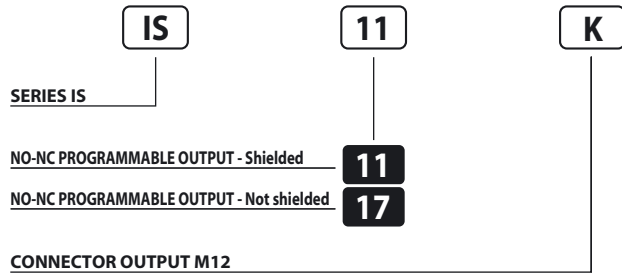 IS 11 K
SERIES IS
NO-NC PROGRAMMABLE OUTPUT - Shielded 11
NO-NC PROGRAMMABLE OUTPUT - Not shielded 17
CONNECTOR OUTPUT M12